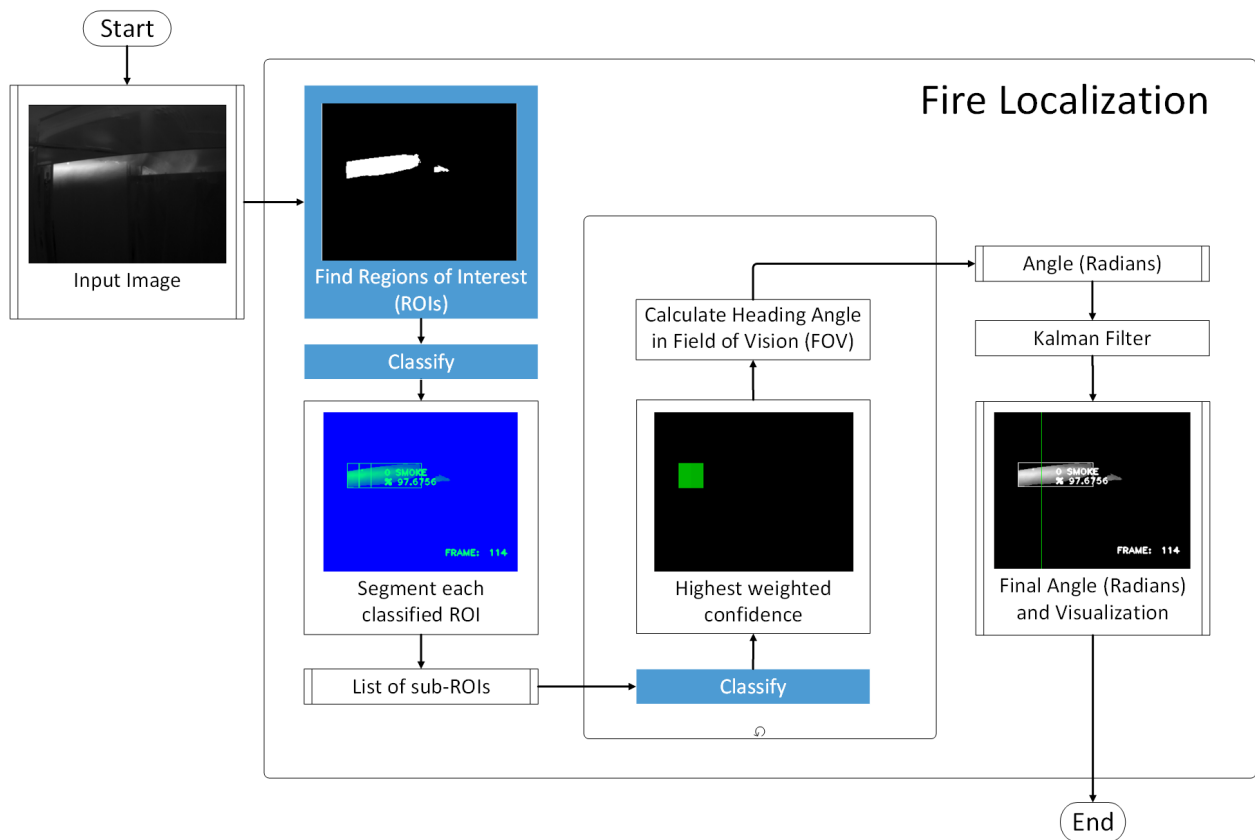 Start
Fire Localization
Input Image
Find Regions of Interest
(ROIs)
Classify
0 SMOKE
% 97.6756
FRAME: 114
Segment each
classified ROI
List of sub-ROIs
Classify
Highest weighted
confidence
Calculate Heading Angle
in Field of Vision (FOV)
Angle (Radians)
Kalman Filter
0 SMOKE
% 97.6756
FRAME: 114
Final Angle (Radians)
and Visualization
End